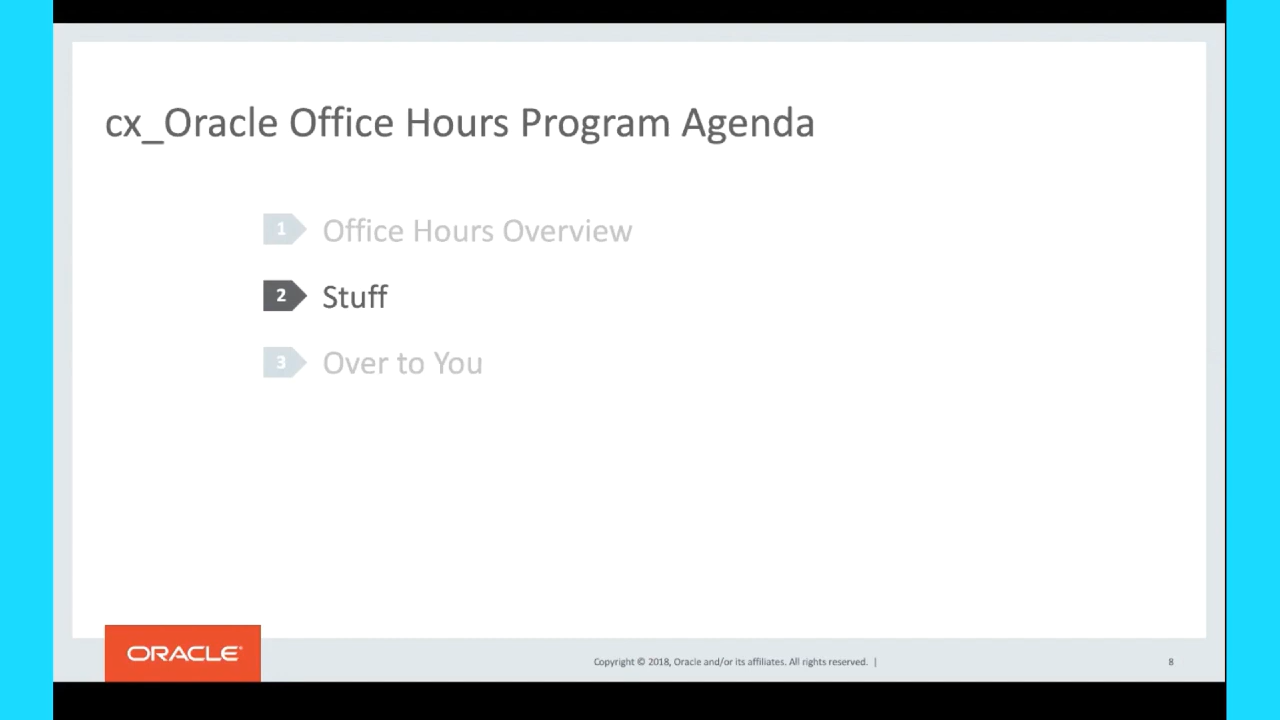 cx_Oracle Office Hours Program Agenda
1 Office Hours Overview
2 Stuff
3 Over to You
ORACLE®
Copyright © 2018, Oracle and/or its affiliates. All rights reserved. |
8